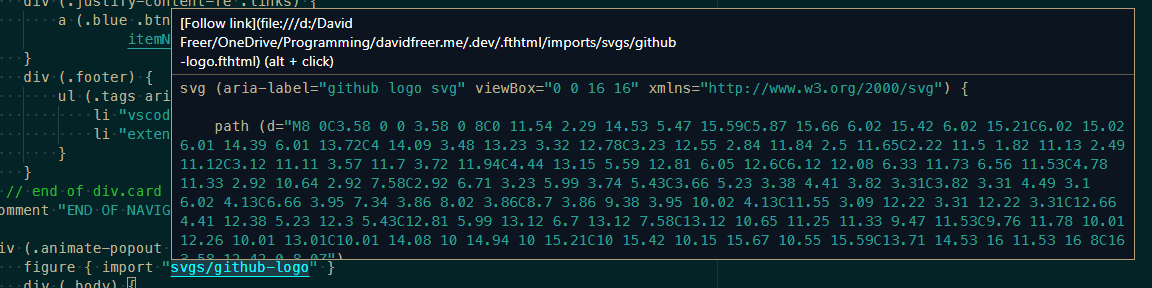 div (.justify-content-fe .links) {
a (.blue .btn
itemN
}
div (.footer) {
ul (.tags ari
li "vscod
li "exten
}
}
// end of div.card
omment "END OF NAVIG
iv (.animate-popout
figure { import "svgs/github-logo" }
div (.body) {
[Follow link](file:///d:/David
Freer/OneDrive/Programming/davidfreer.me/.dev/.fthtml/imports/svgs/github
-logo.fthtml) (alt + click)
svg (aria-label="github logo svg" viewBox="0 0 16 16" xmlns="http://www.w3.org/2000/svg") {
path (d="M8 0C3.58 0 0 3.58 0 8C0 11.54 2.29 14.53 5.47 15.59C5.87 15.66 6.02 15.42 6.02 15.21C6.02 15.02
6.01 14.39 6.01 13.72C4 14.09 3.48 13.23 3.32 12.78C3.23 12.55 2.84 11.84 2.5 11.65C2.22 11.5 1.82 11.13 2.49
11.12C3.12 11.11 3.57 11.7 3.72 11.94C4.44 13.15 5.59 12.81 6.05 12.6C6.12 12.08 6.33 11.73 6.56 11.53C4.78
11.33 2.92 10.64 2.92 7.58C2.92 6.71 3.23 5.99 3.74 5.43C3.66 5.23 3.38 4.41 3.82 3.31C3.82 3.31 4.49 3.1
6.02 4.13C6.66 3.95 7.34 3.86 8.02 3.86C8.7 3.86 9.38 3.95 10.02 4.13C11.55 3.09 12.22 3.31 12.22 3.31C12.66
4.41 12.38 5.23 12.3 5.43C12.81 5.99 13.12 6.7 13.12 7.58C13.12 10.65 11.25 11.33 9.47 11.53C9.76 11.78 10.01
12.26 10.01 13.01C10.01 14.08 10 14.94 10 15.21C10 15.42 10.15 15.67 10.55 15.59C13.71 14.53 16 11.53 16 8C16
3.58 12.42 0 8 0Z")